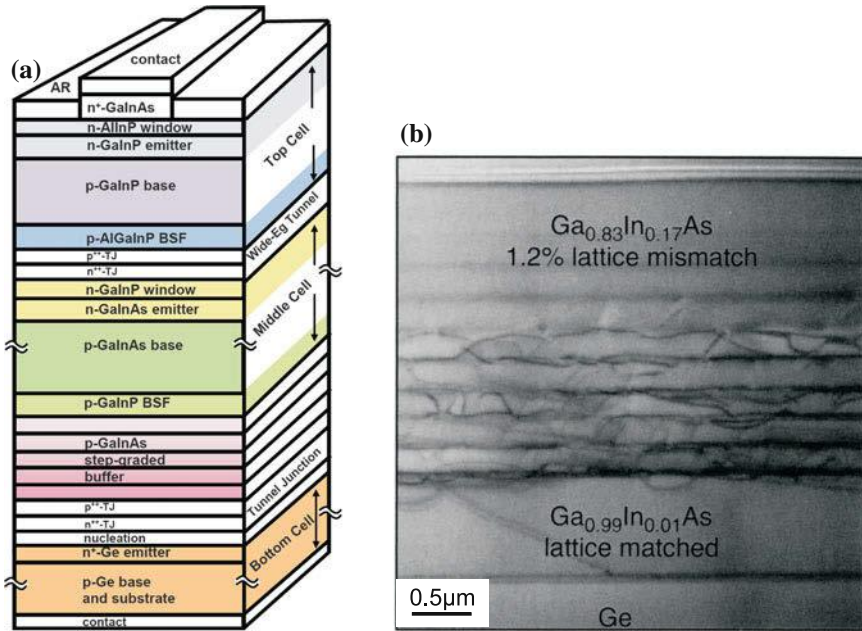 (a)
contact
AR
n⁺-GaInAs
n-AlInP window
n-GaInP emitter
p-GaInP base
p-AlGaInP BSF
p⁺⁺-TJ
n⁺⁺-TJ
n-GaInP window
n-GaInAs emitter
p-GaInAs base
p-GaInP BSF
p-GaInAs
step-graded
buffer
p⁺⁺-TJ
n⁺⁺-TJ
nucleation
n⁺-Ge emitter
p-Ge base
and substrate
contact
Top Cell
Wide-Eg Tunnel
Middle Cell
Tunnel Junction
Bottom Cell
(b)
Ga₀.₈₃In₀.₁₇As
1.2% lattice mismatch
Ga₀.₉₉In₀.₀₁As
lattice matched
0.5µm
Ge